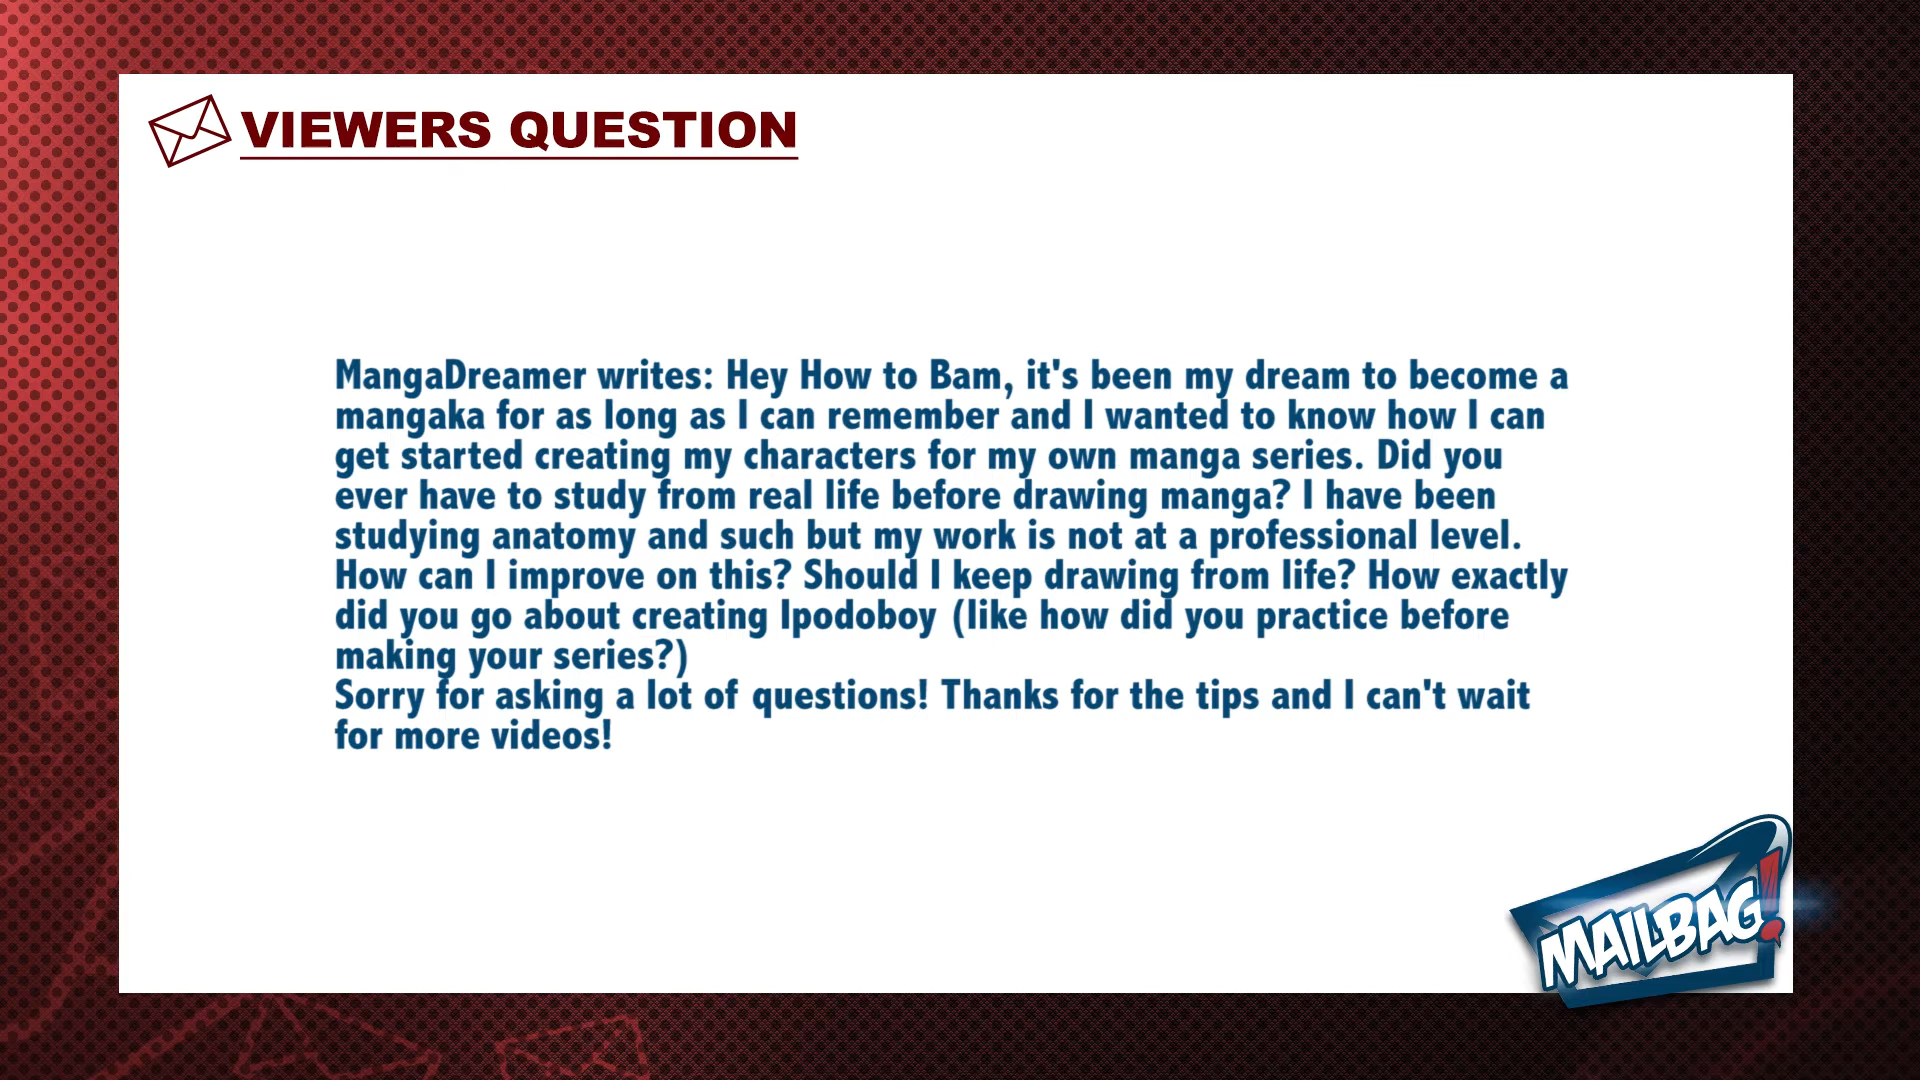 VIEWERS QUESTION
MangaDreamer writes: Hey How to Bam, it's been my dream to become a
mangaka for as long as I can remember and I wanted to know how I can
get started creating my characters for my own manga series. Did you
ever have to study from real life before drawing manga? I have been
studying anatomy and such but my work is not at a professional level.
How can I improve on this? Should I keep drawing from life? How exactly
did you go about creating Ipodoboy (like how did you practice before
making your series?)
Sorry for asking a lot of questions! Thanks for the tips and I can't wait
for more videos!
MAILBAG!